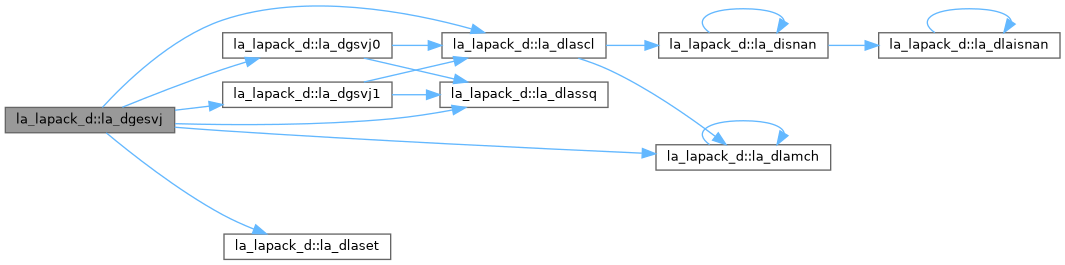 la_lapack_d::la_dgesvj
la_lapack_d::la_dgsvj0
la_lapack_d::la_dgsvj1
la_lapack_d::la_dlaset
la_lapack_d::la_dlascl
la_lapack_d::la_dlassq
la_lapack_d::la_disnan
la_lapack_d::la_dlamch
la_lapack_d::la_dlaisnan